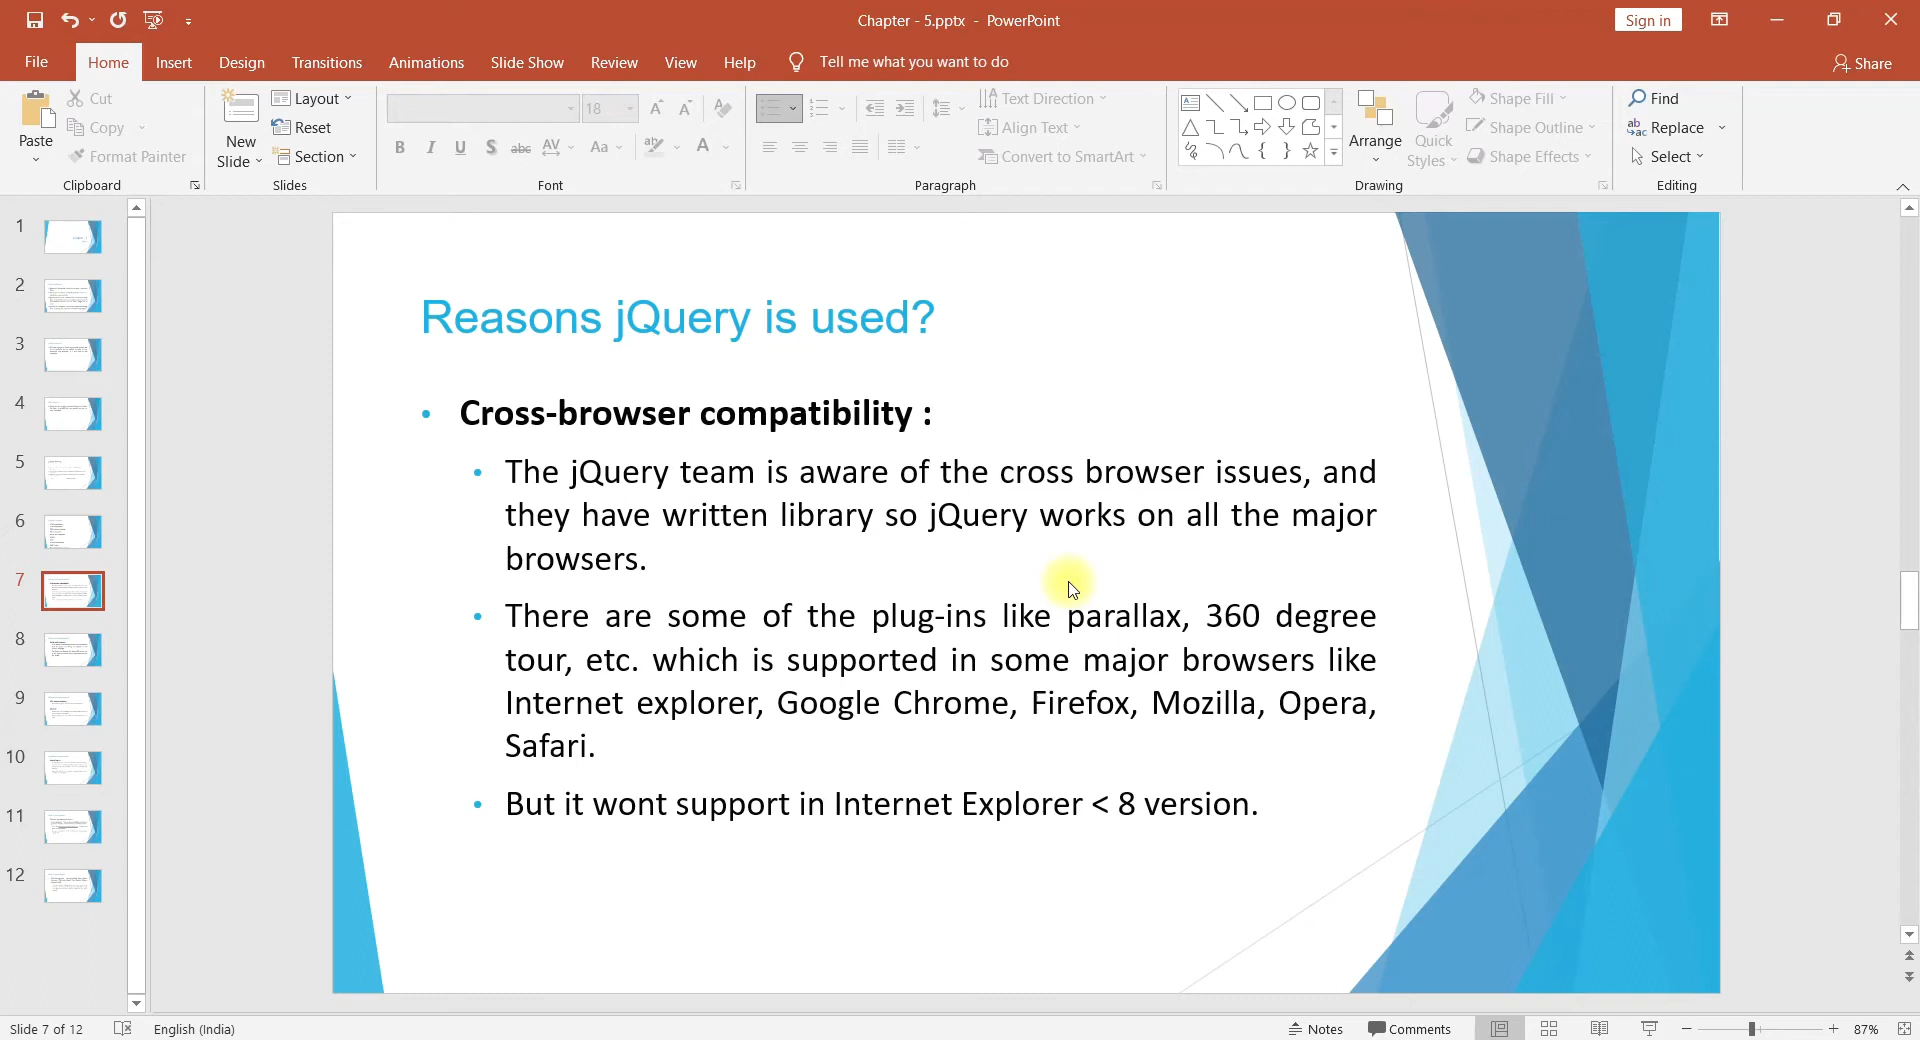 Chapter - 5.pptx - PowerPoint
Sign in
File Home Insert Design Transitions Animations Slide Show Review View Help Tell me what you want to do
Share
Paste
Cut
Copy
Format Painter
Clipboard
New
Slide
Layout
Reset
Section
Slides
18
B I U S abc AV Aa aby A
Font
Text Direction
Align Text
Convert to SmartArt
Paragraph
Arrange
Quick
Styles
Shape Fill
Shape Outline
Shape Effects
Drawing
Find
Replace
Select
Editing
1
2
3
4
5
6
7
8
9
10
11
12
Reasons jQuery is used?
• Cross-browser compatibility :
• The jQuery team is aware of the cross browser issues, and
they have written library so jQuery works on all the major
browsers.
• There are some of the plug-ins like parallax, 360 degree
tour, etc. which is supported in some major browsers like
Internet explorer, Google Chrome, Firefox, Mozilla, Opera,
Safari.
• But it wont support in Internet Explorer < 8 version.
Slide 7 of 12 English (India) Notes Comments 87%